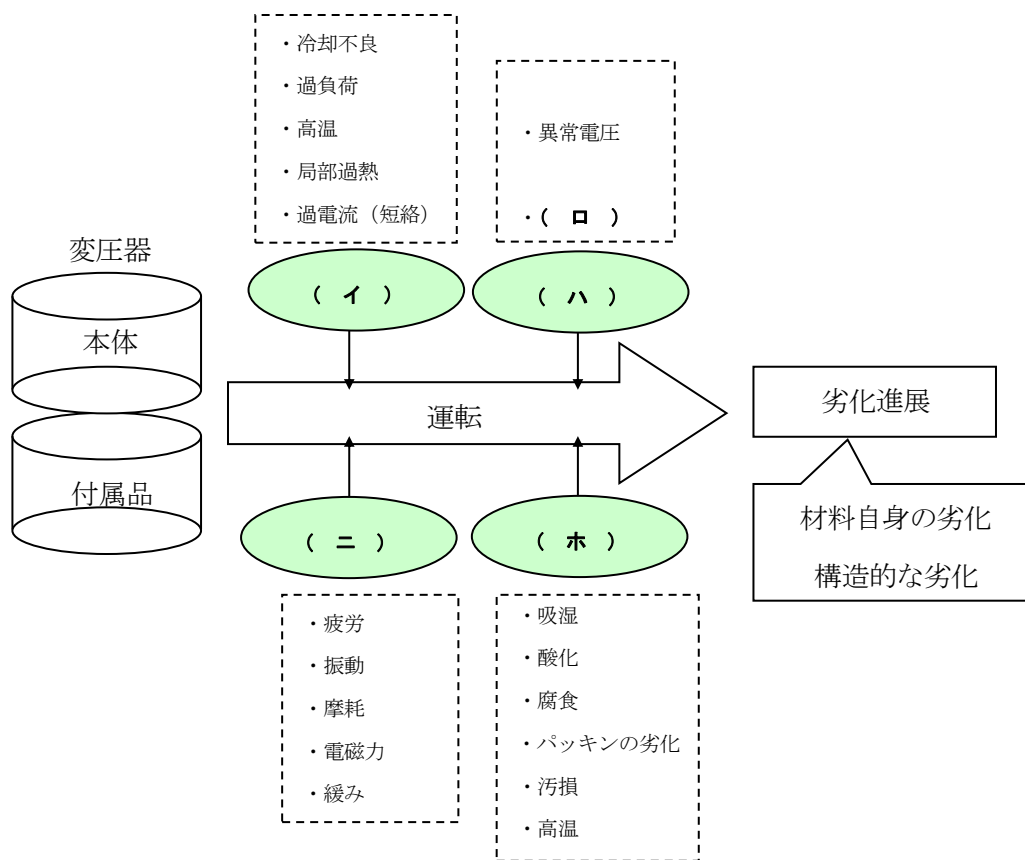 ・冷却不良
・過負荷
・高温
・局部過熱
・過電流（短絡）
・異常電圧
・（　ロ　）
変圧器
本体
付属品
（　イ　）
（　ハ　）
運転
（　ニ　）
（　ホ　）
劣化進展
材料自身の劣化
構造的な劣化
・疲労
・振動
・摩耗
・電磁力
・緩み
・吸湿
・酸化
・腐食
・パッキンの劣化
・汚損
・高温